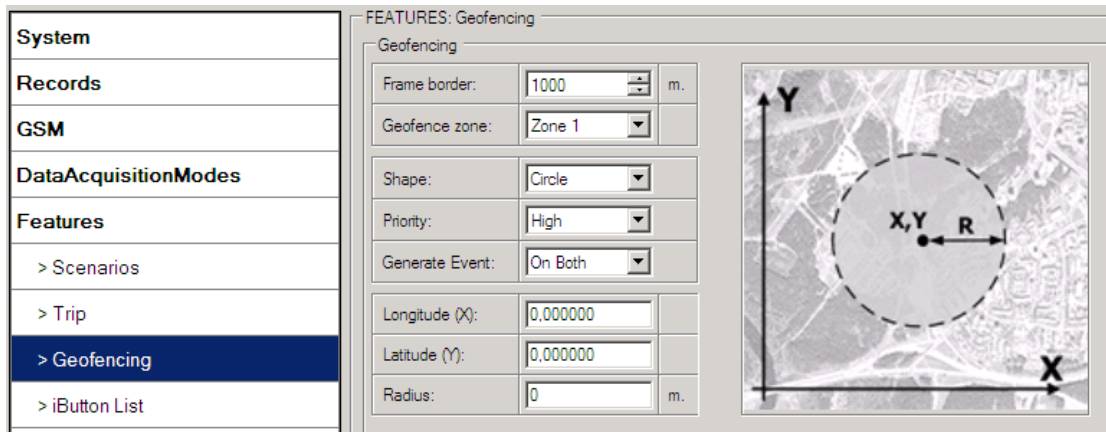 System
Records
GSM
DataAcquisitionModes
Features
> Scenarios
> Trip
> Geofencing
> iButton List
FEATURES: Geofencing
Geofencing
Frame border: 1000 m.
Geofence zone: Zone 1
Shape: Circle
Priority: High
Generate Event: On Both
Longitude (X): 0,000000
Latitude (Y): 0,000000
Radius: 0 m.
Y
X,Y R
X